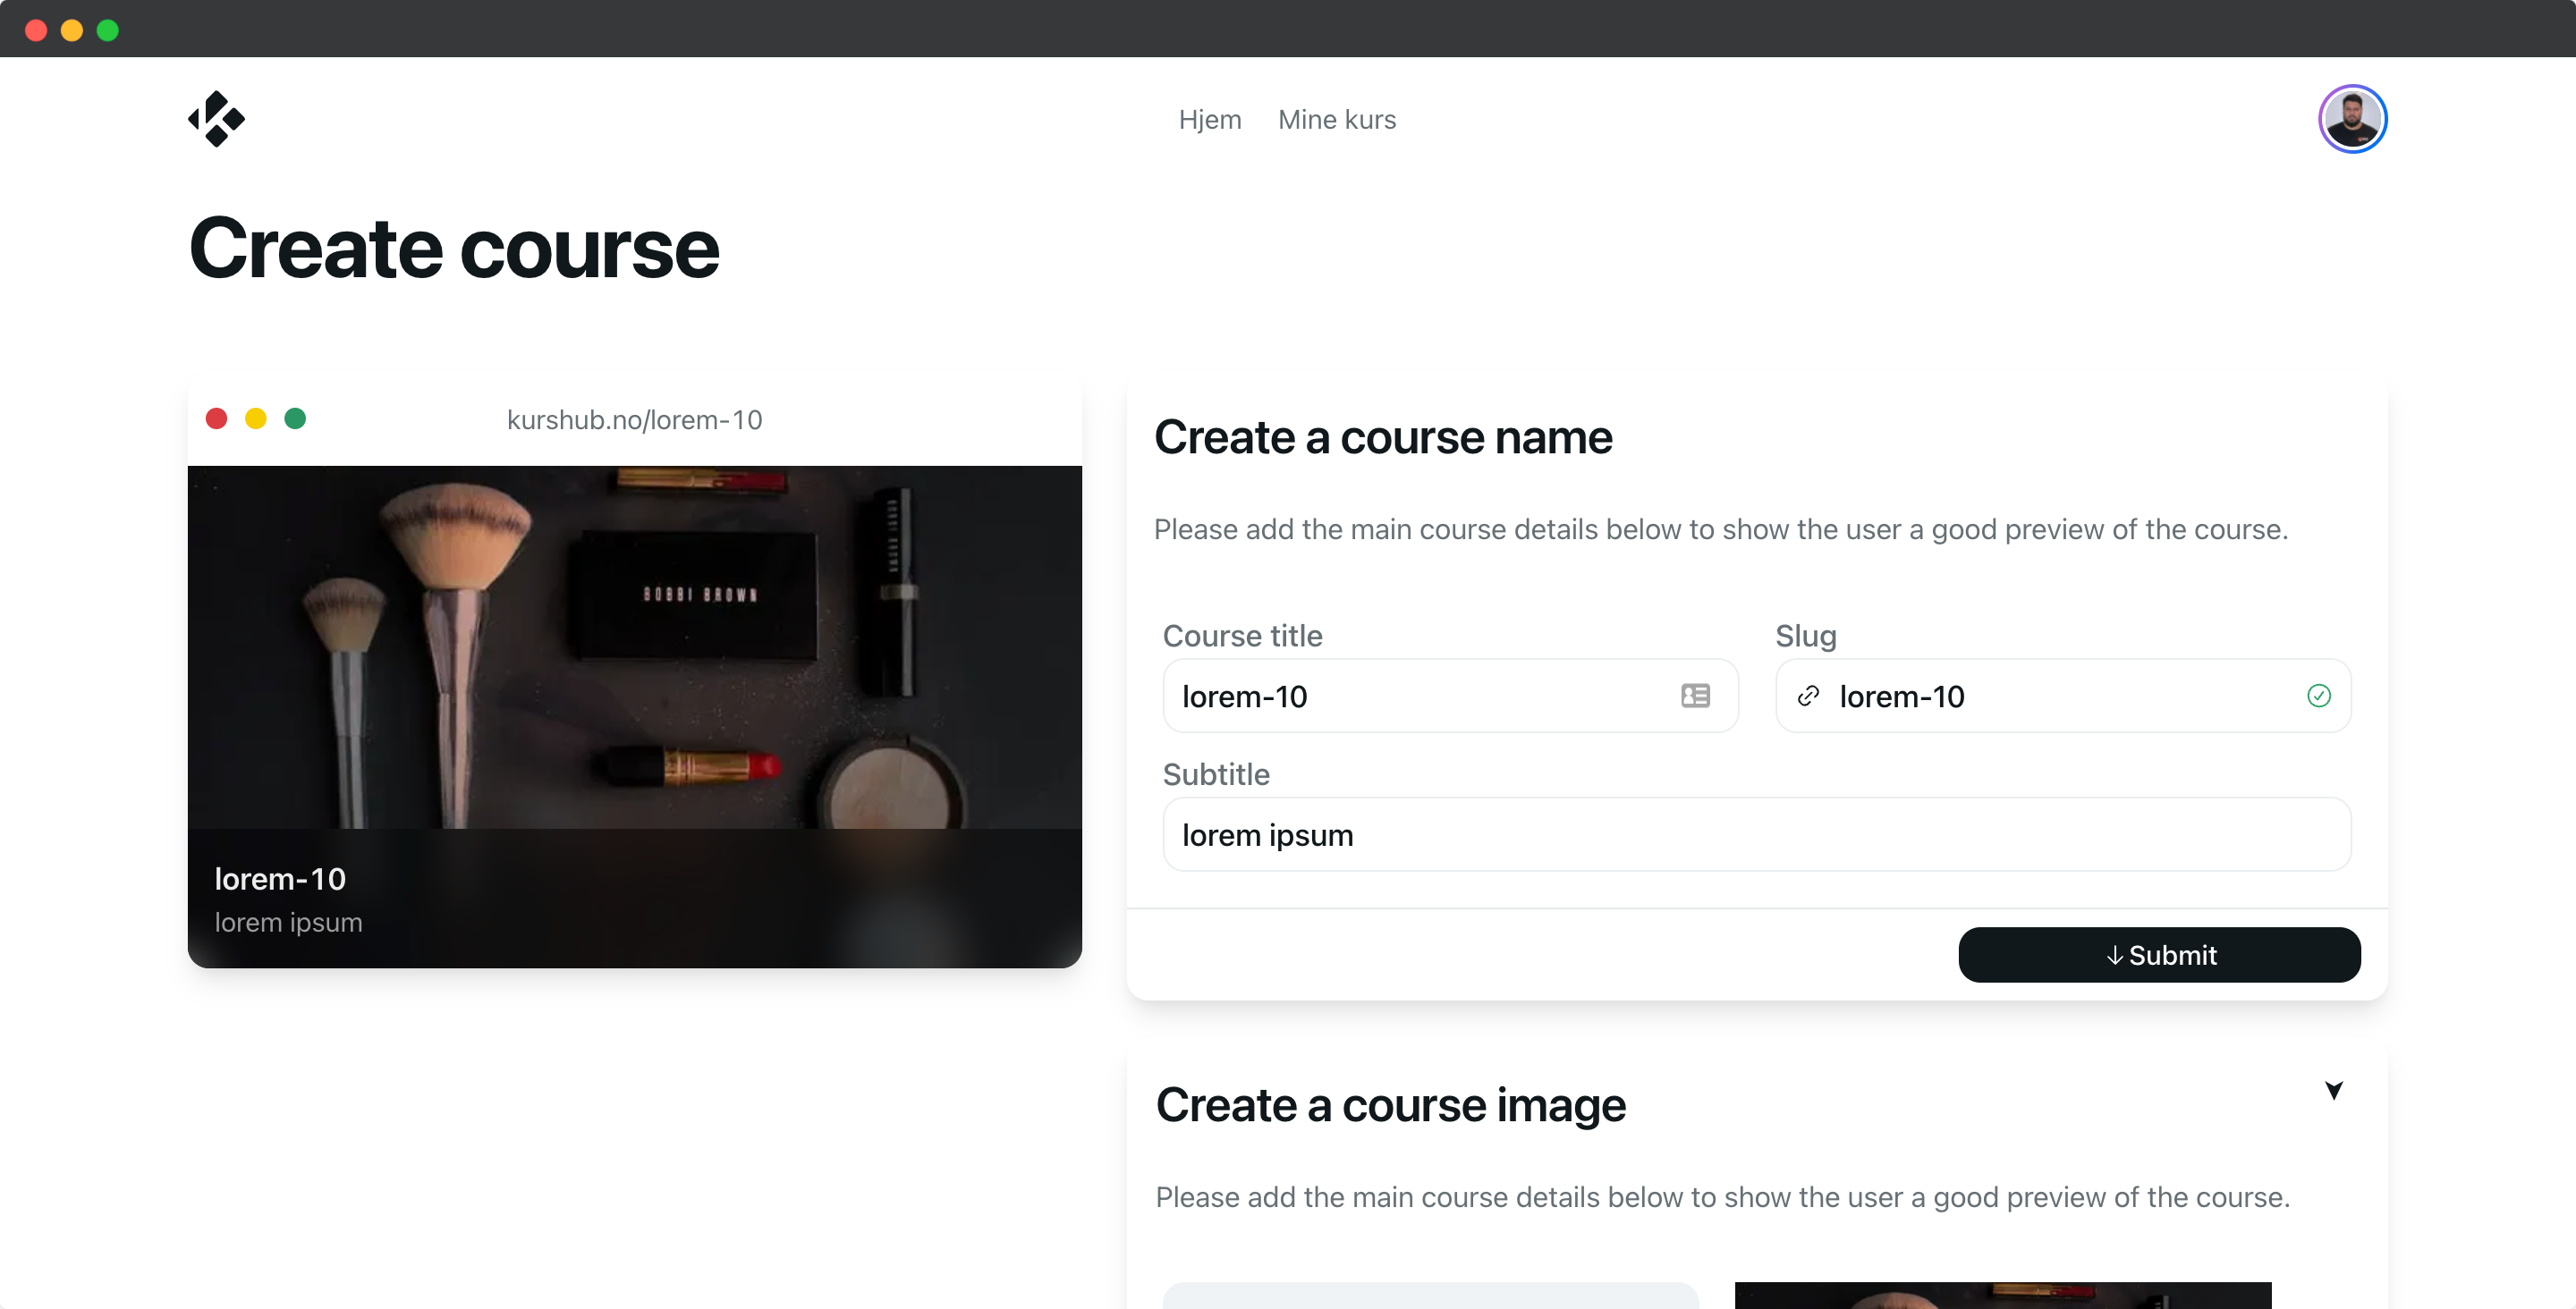 Hjem Mine kurs
Create course
kurshub.no/lorem-10
BOBBI BROWN
lorem-10
lorem ipsum
Create a course name
Please add the main course details below to show the user a good preview of the course.
Course title
lorem-10
Slug
lorem-10
Subtitle
lorem ipsum
↓ Submit
Create a course image
Please add the main course details below to show the user a good preview of the course.